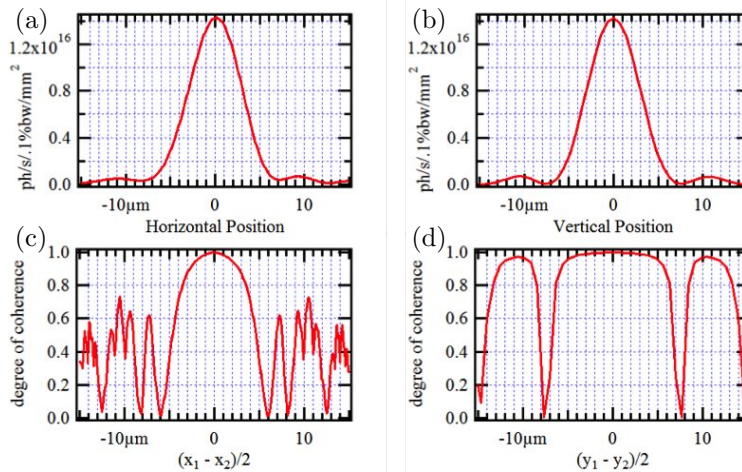 (a)
1.2x10^16
0.8
0.4
0.0
ph/s/.1%bw/mm^2
-10µm
0
10
Horizontal Position
(b)
1.2x10^16
0.8
0.4
0.0
ph/s/.1%bw/mm^2
-10µm
0
10
Vertical Position
(c)
1.0
0.8
0.6
0.4
0.2
0.0
degree of coherence
-10µm
0
10
(x₁ - x₂)/2
(d)
1.0
0.8
0.6
0.4
0.2
0.0
degree of coherence
-10µm
0
10
(y₁ - y₂)/2